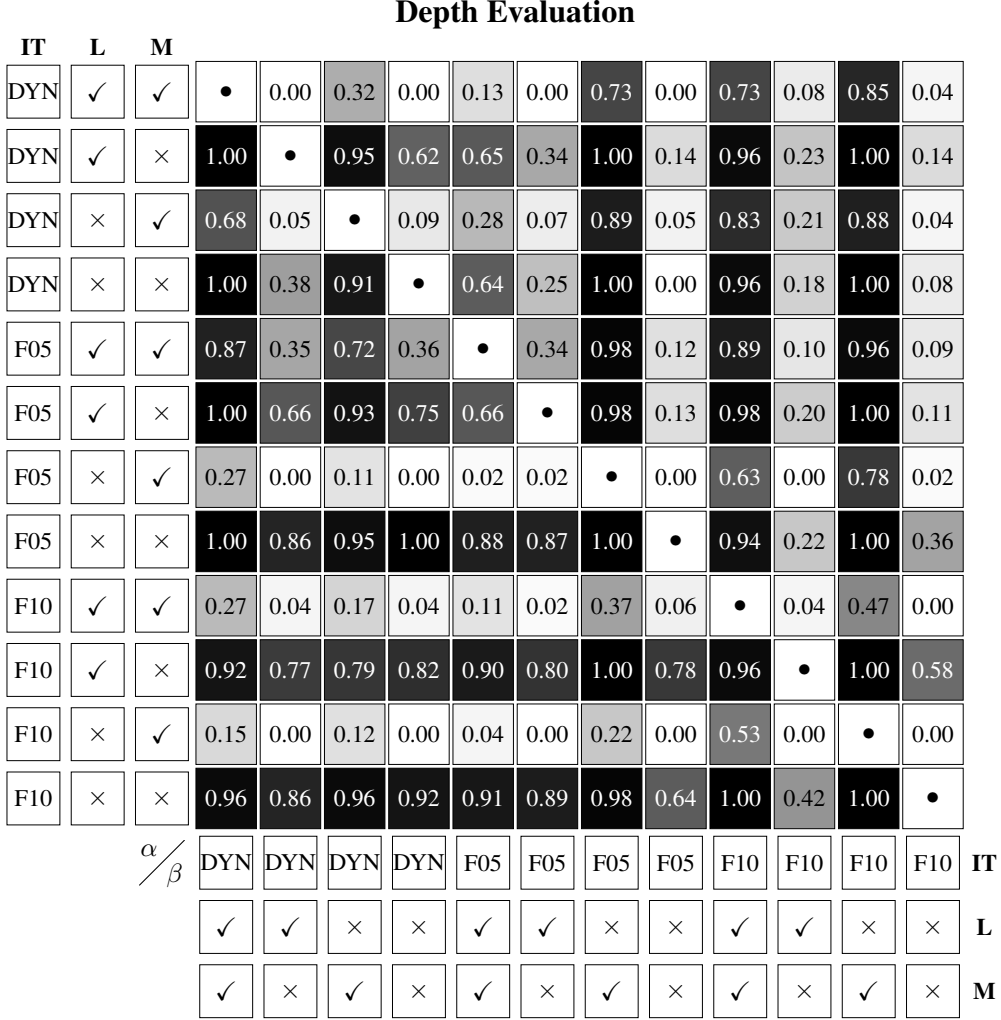 Depth Evaluation
IT L M
DYN ✓ ✓ • 0.00 0.32 0.00 0.13 0.00 0.73 0.00 0.73 0.08 0.85 0.04
DYN ✓ × 1.00 • 0.95 0.62 0.65 0.34 1.00 0.14 0.96 0.23 1.00 0.14
DYN × ✓ 0.68 0.05 • 0.09 0.28 0.07 0.89 0.05 0.83 0.21 0.88 0.04
DYN × × 1.00 0.38 0.91 • 0.64 0.25 1.00 0.00 0.96 0.18 1.00 0.08
F05 ✓ ✓ 0.87 0.35 0.72 0.36 • 0.34 0.98 0.12 0.89 0.10 0.96 0.09
F05 ✓ × 1.00 0.66 0.93 0.75 0.66 • 0.98 0.13 0.98 0.20 1.00 0.11
F05 × ✓ 0.27 0.00 0.11 0.00 0.02 0.02 • 0.00 0.63 0.00 0.78 0.02
F05 × × 1.00 0.86 0.95 1.00 0.88 0.87 1.00 • 0.94 0.22 1.00 0.36
F10 ✓ ✓ 0.27 0.04 0.17 0.04 0.11 0.02 0.37 0.06 • 0.04 0.47 0.00
F10 ✓ × 0.92 0.77 0.79 0.82 0.90 0.80 1.00 0.78 0.96 • 1.00 0.58
F10 × ✓ 0.15 0.00 0.12 0.00 0.04 0.00 0.22 0.00 0.53 0.00 • 0.00
F10 × × 0.96 0.86 0.96 0.92 0.91 0.89 0.98 0.64 1.00 0.42 1.00 •
α/β DYN DYN DYN DYN F05 F05 F05 F05 F10 F10 F10 F10 IT
✓ ✓ × × ✓ ✓ × × ✓ ✓ × × L
✓ × ✓ × ✓ × ✓ × ✓ × ✓ × M